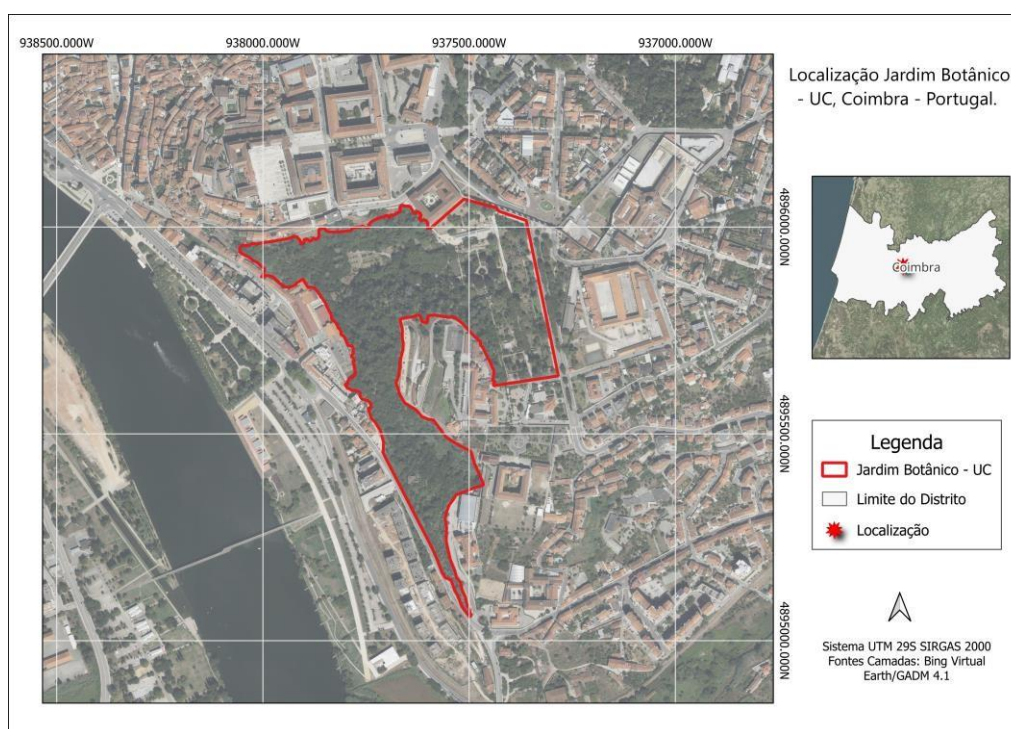 938500.000W 938000.000W 937500.000W 937000.000W
Localização Jardim Botânico
- UC, Coimbra - Portugal.
4896000.000N
4895500.000N
4895000.000N
Coimbra
Legenda
Jardim Botânico - UC
Limite do Distrito
Localização
Sistema UTM 29S SIRGAS 2000
Fontes Camadas: Bing Virtual
Earth/GADM 4.1